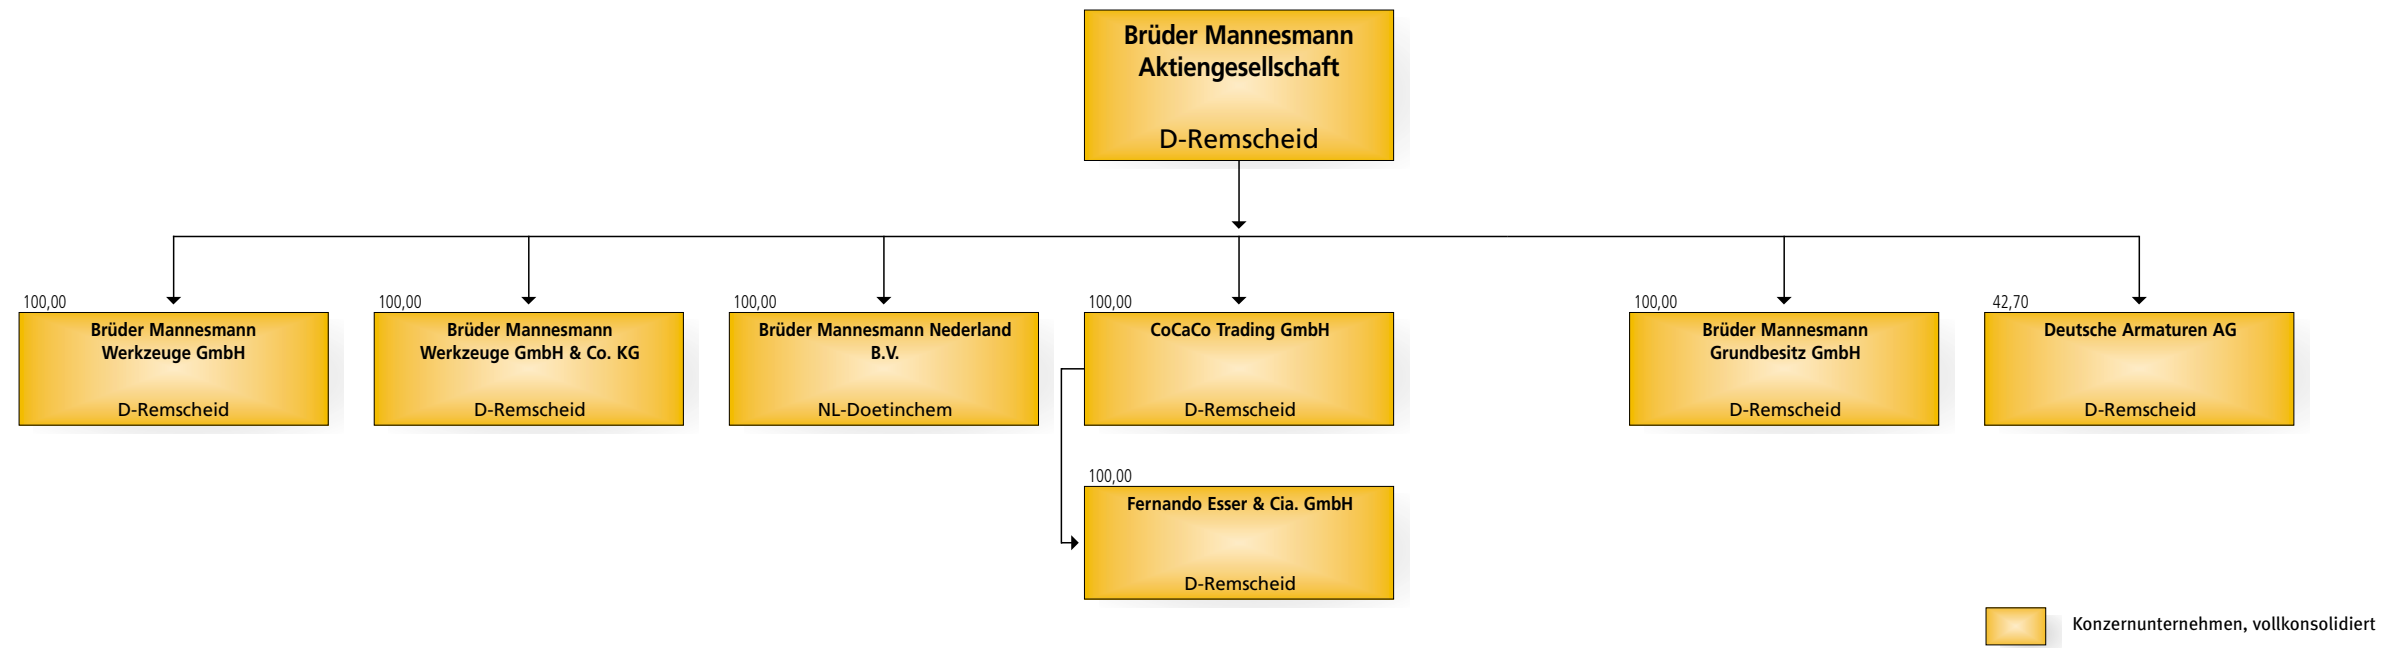 Brüder Mannesmann
Aktiengesellschaft
D-Remscheid
100,00
Brüder Mannesmann
Werkzeuge GmbH
D-Remscheid
100,00
Brüder Mannesmann
Werkzeuge GmbH & Co. KG
D-Remscheid
100,00
Brüder Mannesmann Nederland
B.V.
NL-Doetinchem
100,00
CoCaCo Trading GmbH
D-Remscheid
100,00
Brüder Mannesmann
Grundbesitz GmbH
D-Remscheid
42,70
Deutsche Armaturen AG
D-Remscheid
100,00
Fernando Esser & Cia. GmbH
D-Remscheid
Konzernunternehmen, vollkonsolidiert